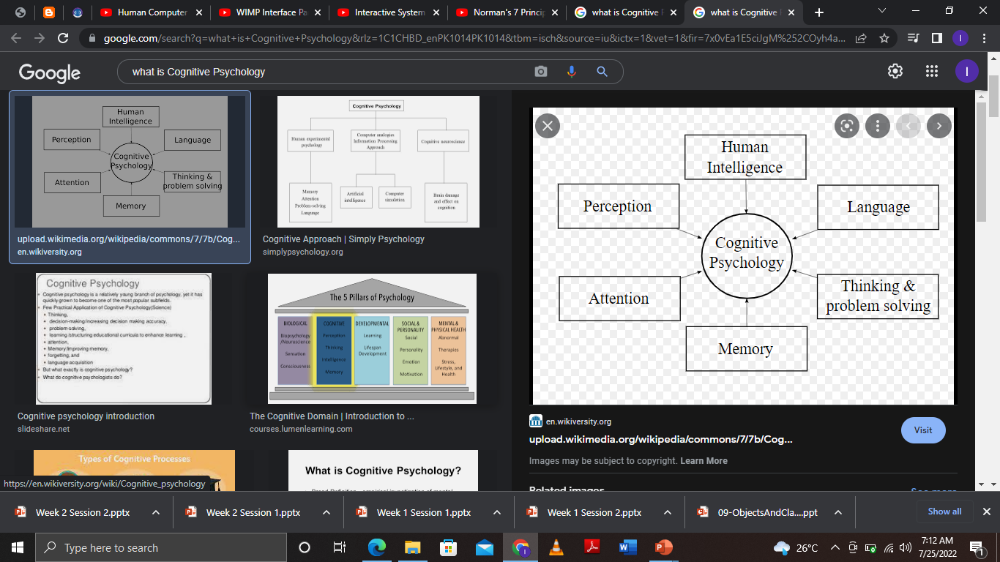 Human Computer
WIMP Interface Pa
Interactive System
Norman's 7 Princip
what is Cognitive P
what is Cognitive
google.com/search?q=what+is+Cognitive+Psychology&rlz=1C1CHBD_enPK1014PK1014&tbm=isch&source=iu&ictx=1&vet=1&fir=7x0vEa1E5ciJgM%252COyh4a...
I
Google
what is Cognitive Psychology
I
Human
Intelligence
Perception
Language
Cognitive
Psychology
Attention
Thinking &
problem solving
Memory
upload.wikimedia.org/wikipedia/commons/7/7b/Cog...
en.wikiversity.org
Cognitive Psychology
Human experimental
psychology
Computer analogies
Information Processing
Approach
Cognitive neuroscience
Memory
Attention
Problem-solving
Language
Artificial
intelligence
Computer
simulation
Brain damage
and effect on
cognition
Cognitive Approach | Simply Psychology
simplypsychology.org
Cognitive Psychology
Cognitive psychology is a relatively young branch of psychology, yet it has
quickly grown to become one of the most popular subfields.
Few Practical Application of Cognitive Psychology(Science)
Thinking,
decision-making/increasing decision making accuracy,
problem-solving,
learning /structuring educational curricula to enhance learning ,
attention,
Memory/Improving memory,
forgetting, and
language acquisition
But what exactly is cognitive psychology?
What do cognitive psychologists do?
Cognitive psychology introduction
slideshare.net
The 5 Pillars of Psychology
BIOLOGICAL
Biopsychology
/Neuroscience
Sensation
Consciousness
COGNITIVE
Perception
Thinking
Intelligence
Memory
DEVELOPMENTAL
Learning
Lifespan
Development
SOCIAL &
PERSONALITY
Social
Personality
Emotion
Motivation
MENTAL &
PHYSICAL HEALTH
Abnormal
Therapies
Stress,
Lifestyle, and
Health
The Cognitive Domain | Introduction to ...
courses.lumenlearning.com
Types of Cognitive Processes
What is Cognitive Psychology?
Human
Intelligence
Perception
Language
Cognitive
Psychology
Attention
Thinking &
problem solving
Memory
en.wikiversity.org
upload.wikimedia.org/wikipedia/commons/7/7b/Cog...
Visit
Images may be subject to copyright. Learn More
Related images
See more
https://en.wikiversity.org/wiki/Cognitive_psychology
Week 2 Session 2.pptx
Week 2 Session 1.pptx
Week 1 Session 1.pptx
Week 1 Session 2.pptx
09-ObjectsAndCla....ppt
Show all
Type here to search
26°C
7:12 AM
7/25/2022
1